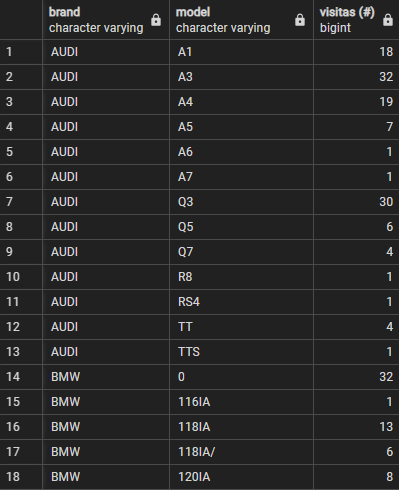 brand model visitas (#)
character varying character varying bigint
1 AUDI A1 18
2 AUDI A3 32
3 AUDI A4 19
4 AUDI A5 7
5 AUDI A6 1
6 AUDI A7 1
7 AUDI Q3 30
8 AUDI Q5 6
9 AUDI Q7 4
10 AUDI R8 1
11 AUDI RS4 1
12 AUDI TT 4
13 AUDI TTS 1
14 BMW 0 32
15 BMW 116IA 1
16 BMW 118IA 13
17 BMW 118IA/ 6
18 BMW 120IA 8